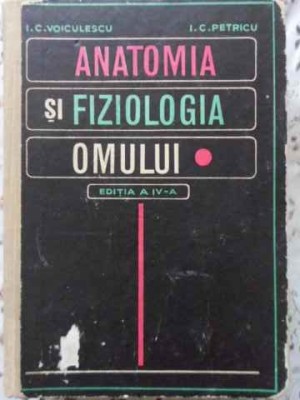 I.C.VOICULESCU I.C.PETRICU
ANATOMIA
ȘI FIZIOLOGIA
OMULUI
EDIȚIA A IV-A